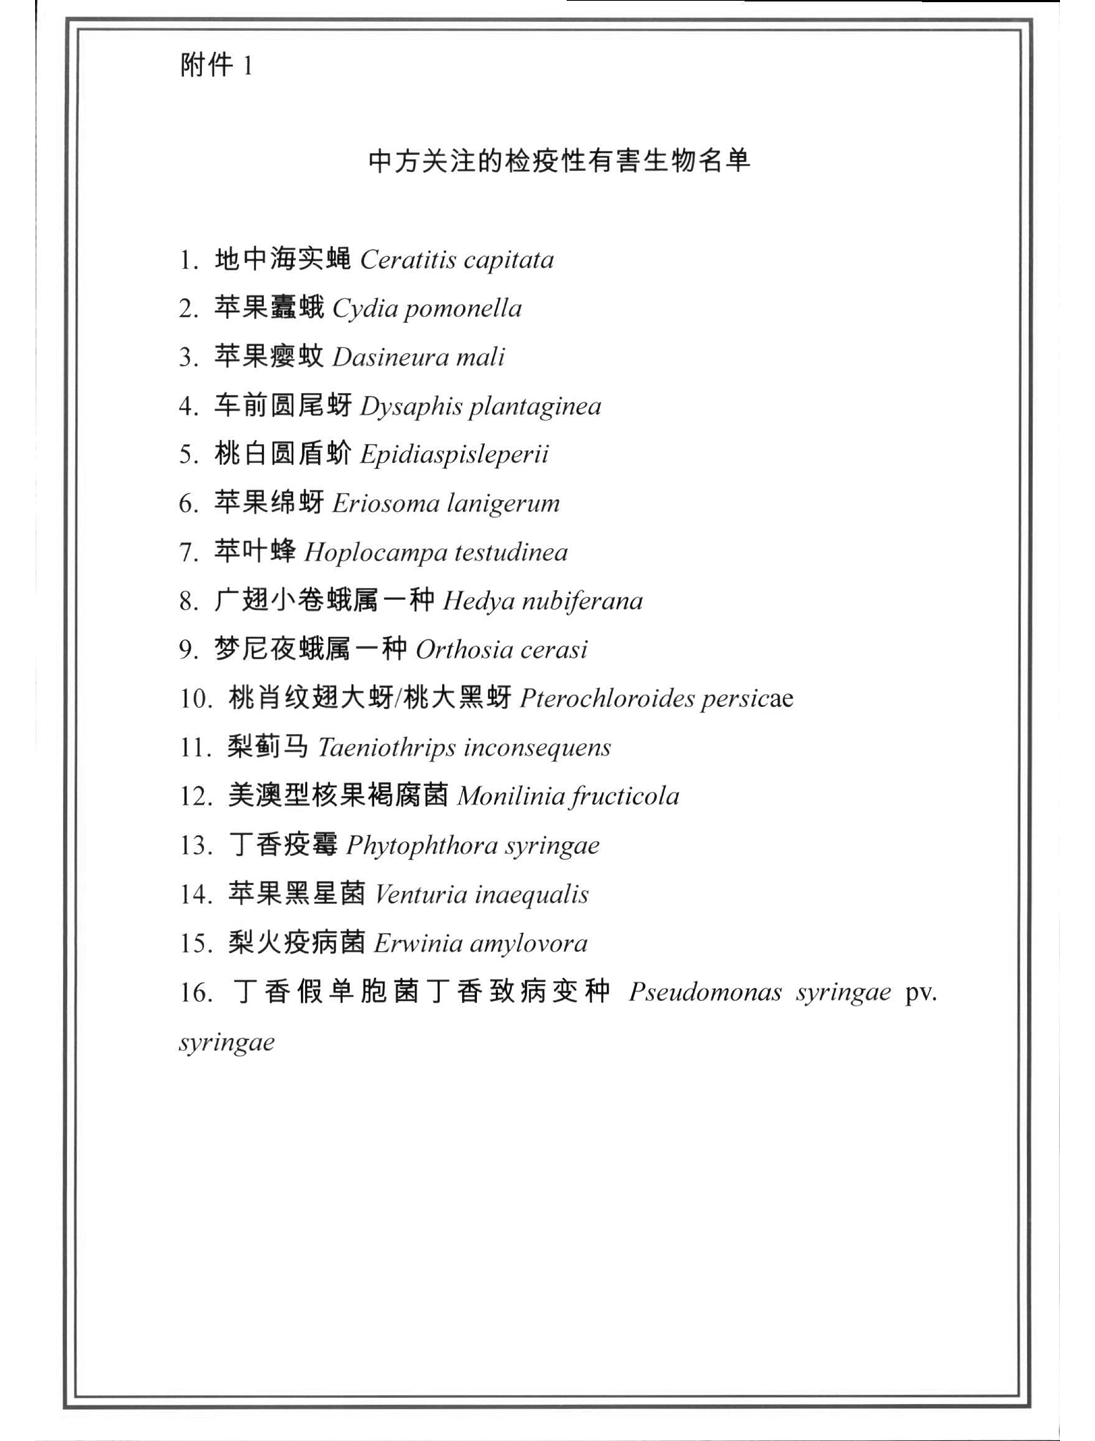 附件 1
中方关注的检疫性有害生物名单
1. 地中海实蝇 Ceratitis capitata
2. 苹果蠹蛾 Cydia pomonella
3. 苹果瘿蚊 Dasineura mali
4. 车前圆尾蚜 Dysaphis plantaginea
5. 桃白圆盾蚧 Epidiaspisleperii
6. 苹果绵蚜 Eriosoma lanigerum
7. 苹叶蜂 Hoplocampa testudinea
8. 广翅小卷蛾属一种 Hedya nubiferana
9. 梦尼夜蛾属一种 Orthosia cerasi
10. 桃肖纹翅大蚜/桃大黑蚜 Pterochloroides persicae
11. 梨蓟马 Taeniothrips inconsequens
12. 美澳型核果褐腐菌 Monilinia fructicola
13. 丁香疫霉 Phytophthora syringae
14. 苹果黑星菌 Venturia inaequalis
15. 梨火疫病菌 Erwinia amylovora
16. 丁香假单胞菌丁香致病变种 Pseudomonas syringae pv.
syringae